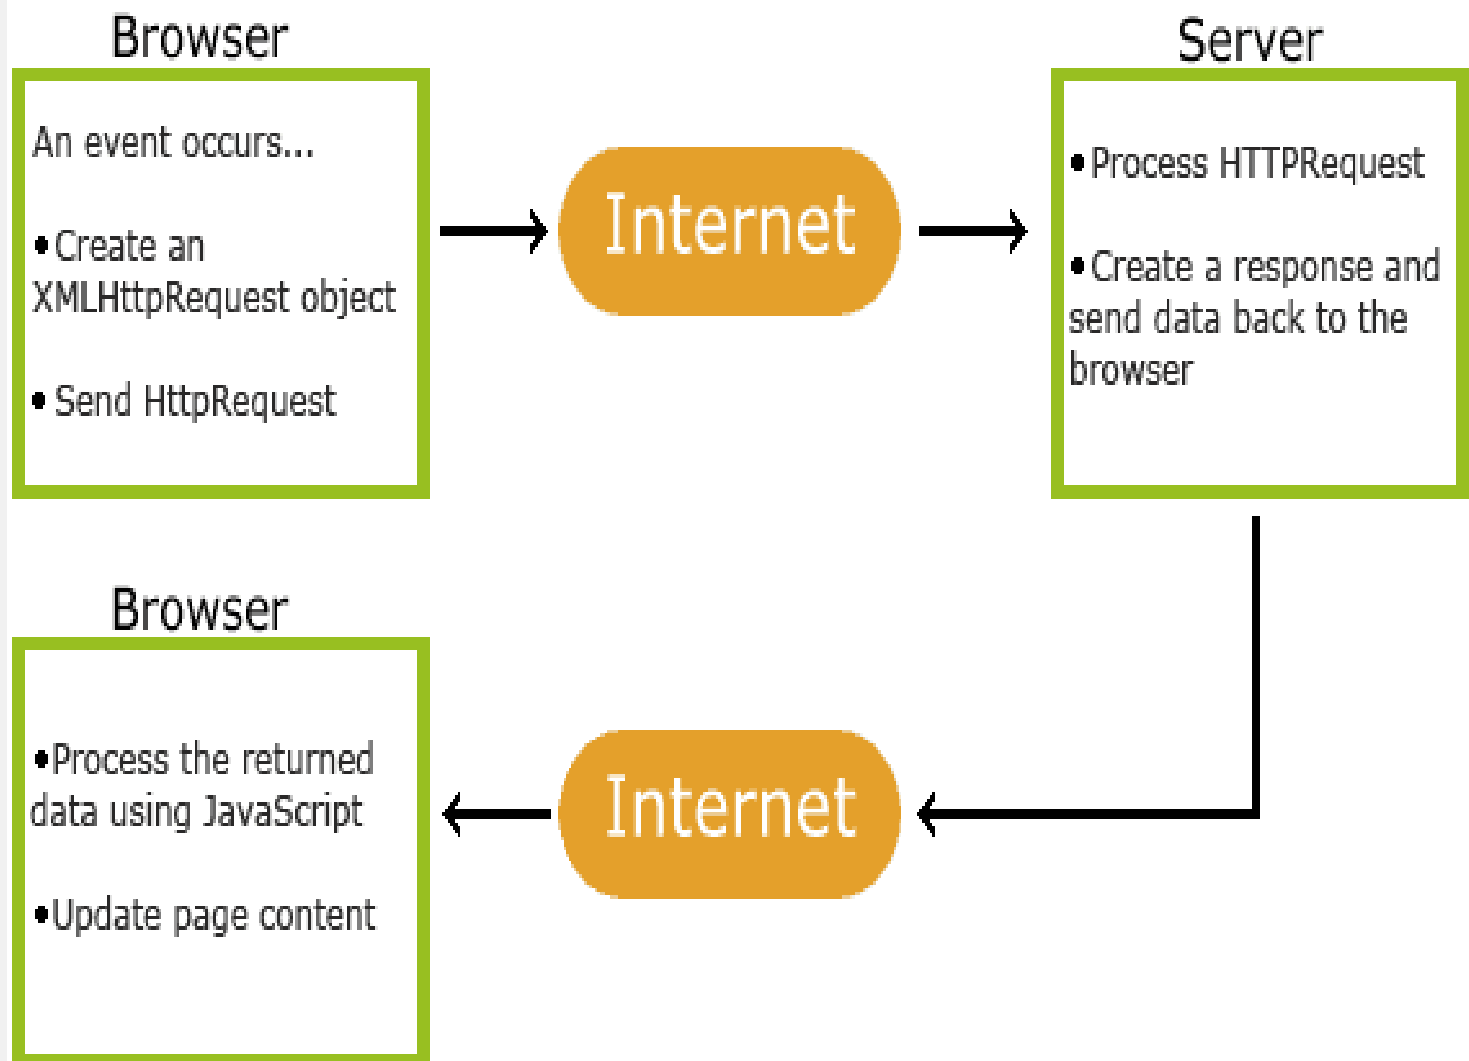 Browser
An event occurs...
•Create an
XMLHttpRequest object
• Send HttpRequest
Internet
Server
•Process HTTPRequest
•Create a response and
send data back to the
browser
Browser
•Process the returned
data using JavaScript
•Update page content
Internet